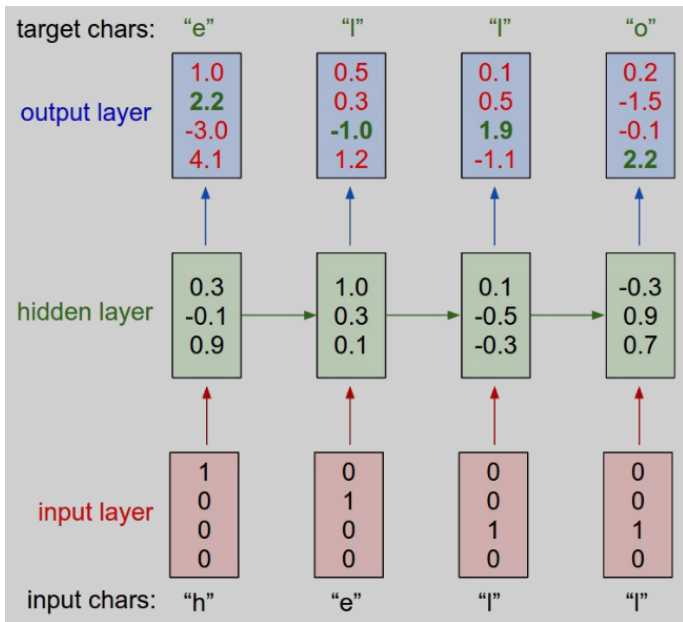 target chars: “e” “l” “l” “o”
1.0 0.5 0.1 0.2
2.2 0.3 0.5 -1.5
output layer
-3.0 -1.0 1.9 -0.1
4.1 1.2 -1.1 2.2
0.3 1.0 0.1 -0.3
hidden layer -0.1 0.3 -0.5 0.9
0.9 0.1 -0.3 0.7
1 0 0 0
0 1 0 0
input layer
0 0 1 1
0 0 0 0
input chars: “h” “e” “l” “l”